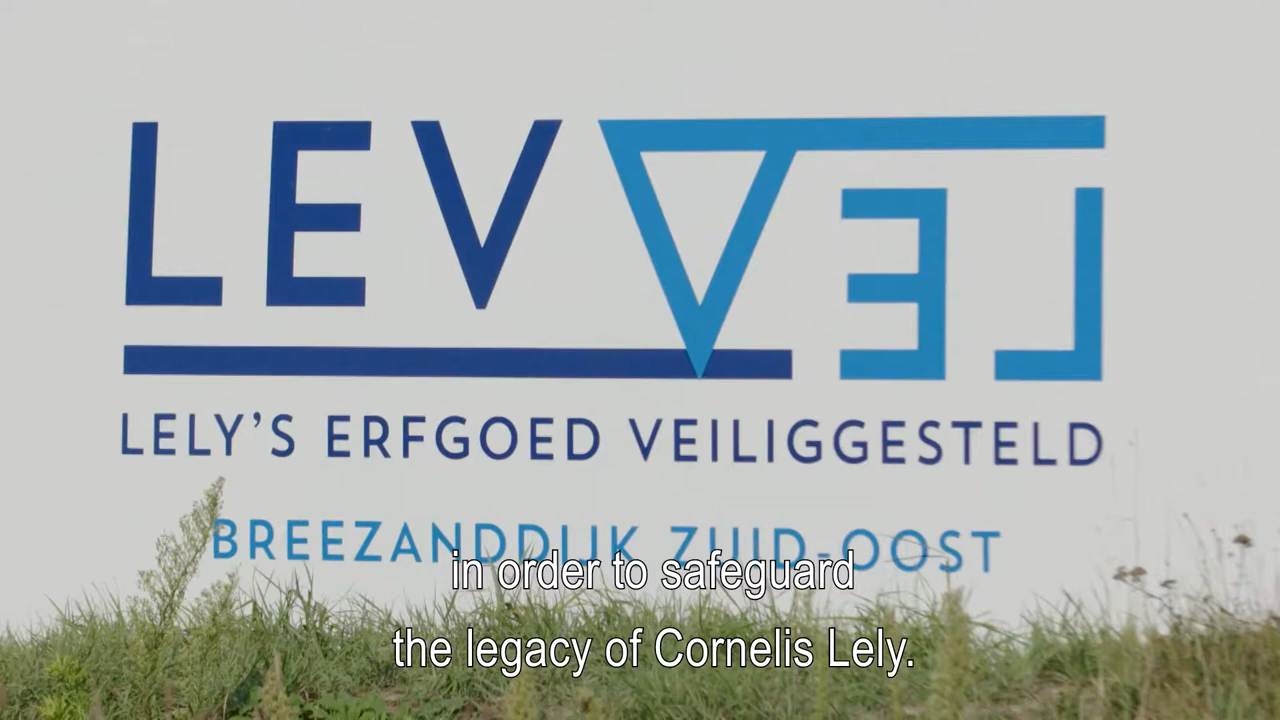 LEVVEL
LELY'S ERFGOED VEILIGGESTELD
BREEZANDDIJK ZUID-OOST
in order to safeguard
the legacy of Cornelis Lely.